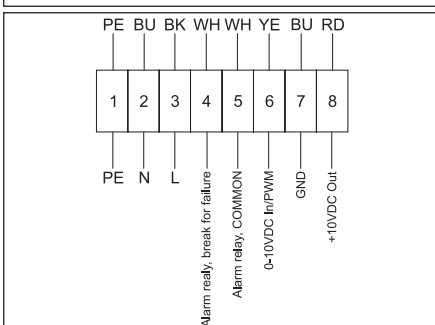 PE BU BK WH WH YE BU RD
1 2 3 4 5 6 7 8
PE N L
Alarm realy, break for failure
Alarm relay, COMMON
0-10VDC In/PWM
GND
+10VDC Out